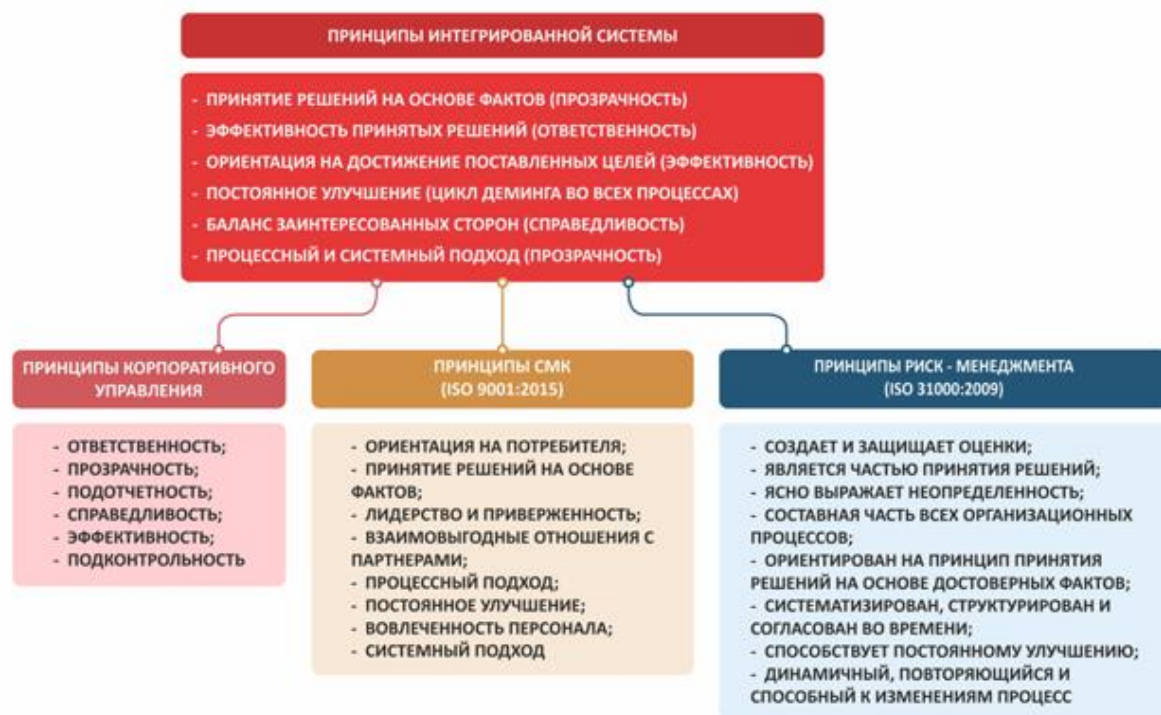 ПРИНЦИПЫ ИНТЕГРИРОВАННОЙ СИСТЕМЫ
- ПРИНЯТИЕ РЕШЕНИЙ НА ОСНОВЕ ФАКТОВ (ПРОЗРАЧНОСТЬ)
- ЭФФЕКТИВНОСТЬ ПРИНЯТЫХ РЕШЕНИЙ (ОТВЕТСТВЕННОСТЬ)
- ОРИЕНТАЦИЯ НА ДОСТИЖЕНИЕ ПОСТАВЛЕННЫХ ЦЕЛЕЙ (ЭФФЕКТИВНОСТЬ)
- ПОСТОЯННОЕ УЛУЧШЕНИЕ (ЦИКЛ ДЕМИНГА ВО ВСЕХ ПРОЦЕССАХ)
- БАЛАНС ЗАИНТЕРЕСОВАННЫХ СТОРОН (СПРАВЕДЛИВОСТЬ)
- ПРОЦЕССНЫЙ И СИСТЕМНЫЙ ПОДХОД (ПРОЗРАЧНОСТЬ)
ПРИНЦИПЫ КОРПОРАТИВНОГО
УПРАВЛЕНИЯ
- ОТВЕТСТВЕННОСТЬ;
- ПРОЗРАЧНОСТЬ;
- ПОДОТЧЕТНОСТЬ;
- СПРАВЕДЛИВОСТЬ;
- ЭФФЕКТИВНОСТЬ;
- ПОДКОНТРОЛЬНОСТЬ
ПРИНЦИПЫ СМК
(ISO 9001:2015)
- ОРИЕНТАЦИЯ НА ПОТРЕБИТЕЛЯ;
- ПРИНЯТИЕ РЕШЕНИЙ НА ОСНОВЕ
ФАКТОВ;
- ЛИДЕРСТВО И ПРИВЕРЖЕННОСТЬ;
- ВЗАИМОВЫГОДНЫЕ ОТНОШЕНИЯ С
ПАРТНЕРАМИ;
- ПРОЦЕССНЫЙ ПОДХОД;
- ПОСТОЯННОЕ УЛУЧШЕНИЕ;
- ВОВЛЕЧЕННОСТЬ ПЕРСОНАЛА;
- СИСТЕМНЫЙ ПОДХОД
ПРИНЦИПЫ РИСК - МЕНЕДЖМЕНТА
(ISO 31000:2009)
- СОЗДАЕТ И ЗАЩИЩАЕТ ОЦЕНКИ;
- ЯВЛЯЕТСЯ ЧАСТЬЮ ПРИНЯТИЯ РЕШЕНИЙ;
- ЯСНО ВЫРАЖАЕТ НЕОПРЕДЕЛЕННОСТЬ;
- СОСТАВНАЯ ЧАСТЬ ВСЕХ ОРГАНИЗАЦИОННЫХ
ПРОЦЕССОВ;
- ОРИЕНТИРОВАН НА ПРИНЦИП ПРИНЯТИЯ
РЕШЕНИЙ НА ОСНОВЕ ДОСТОВЕРНЫХ ФАКТОВ;
- СИСТЕМАТИЗИРОВАН, СТРУКТУРИРОВАН И
СОГЛАСОВАН ВО ВРЕМЕНИ;
- СПОСОБСТВУЕТ ПОСТОЯННОМУ УЛУЧШЕНИЮ;
- ДИНАМИЧНЫЙ, ПОВТОРЯЮЩИЙСЯ И
СПОСОБНЫЙ К ИЗМЕНЕНИЯМ ПРОЦЕСС